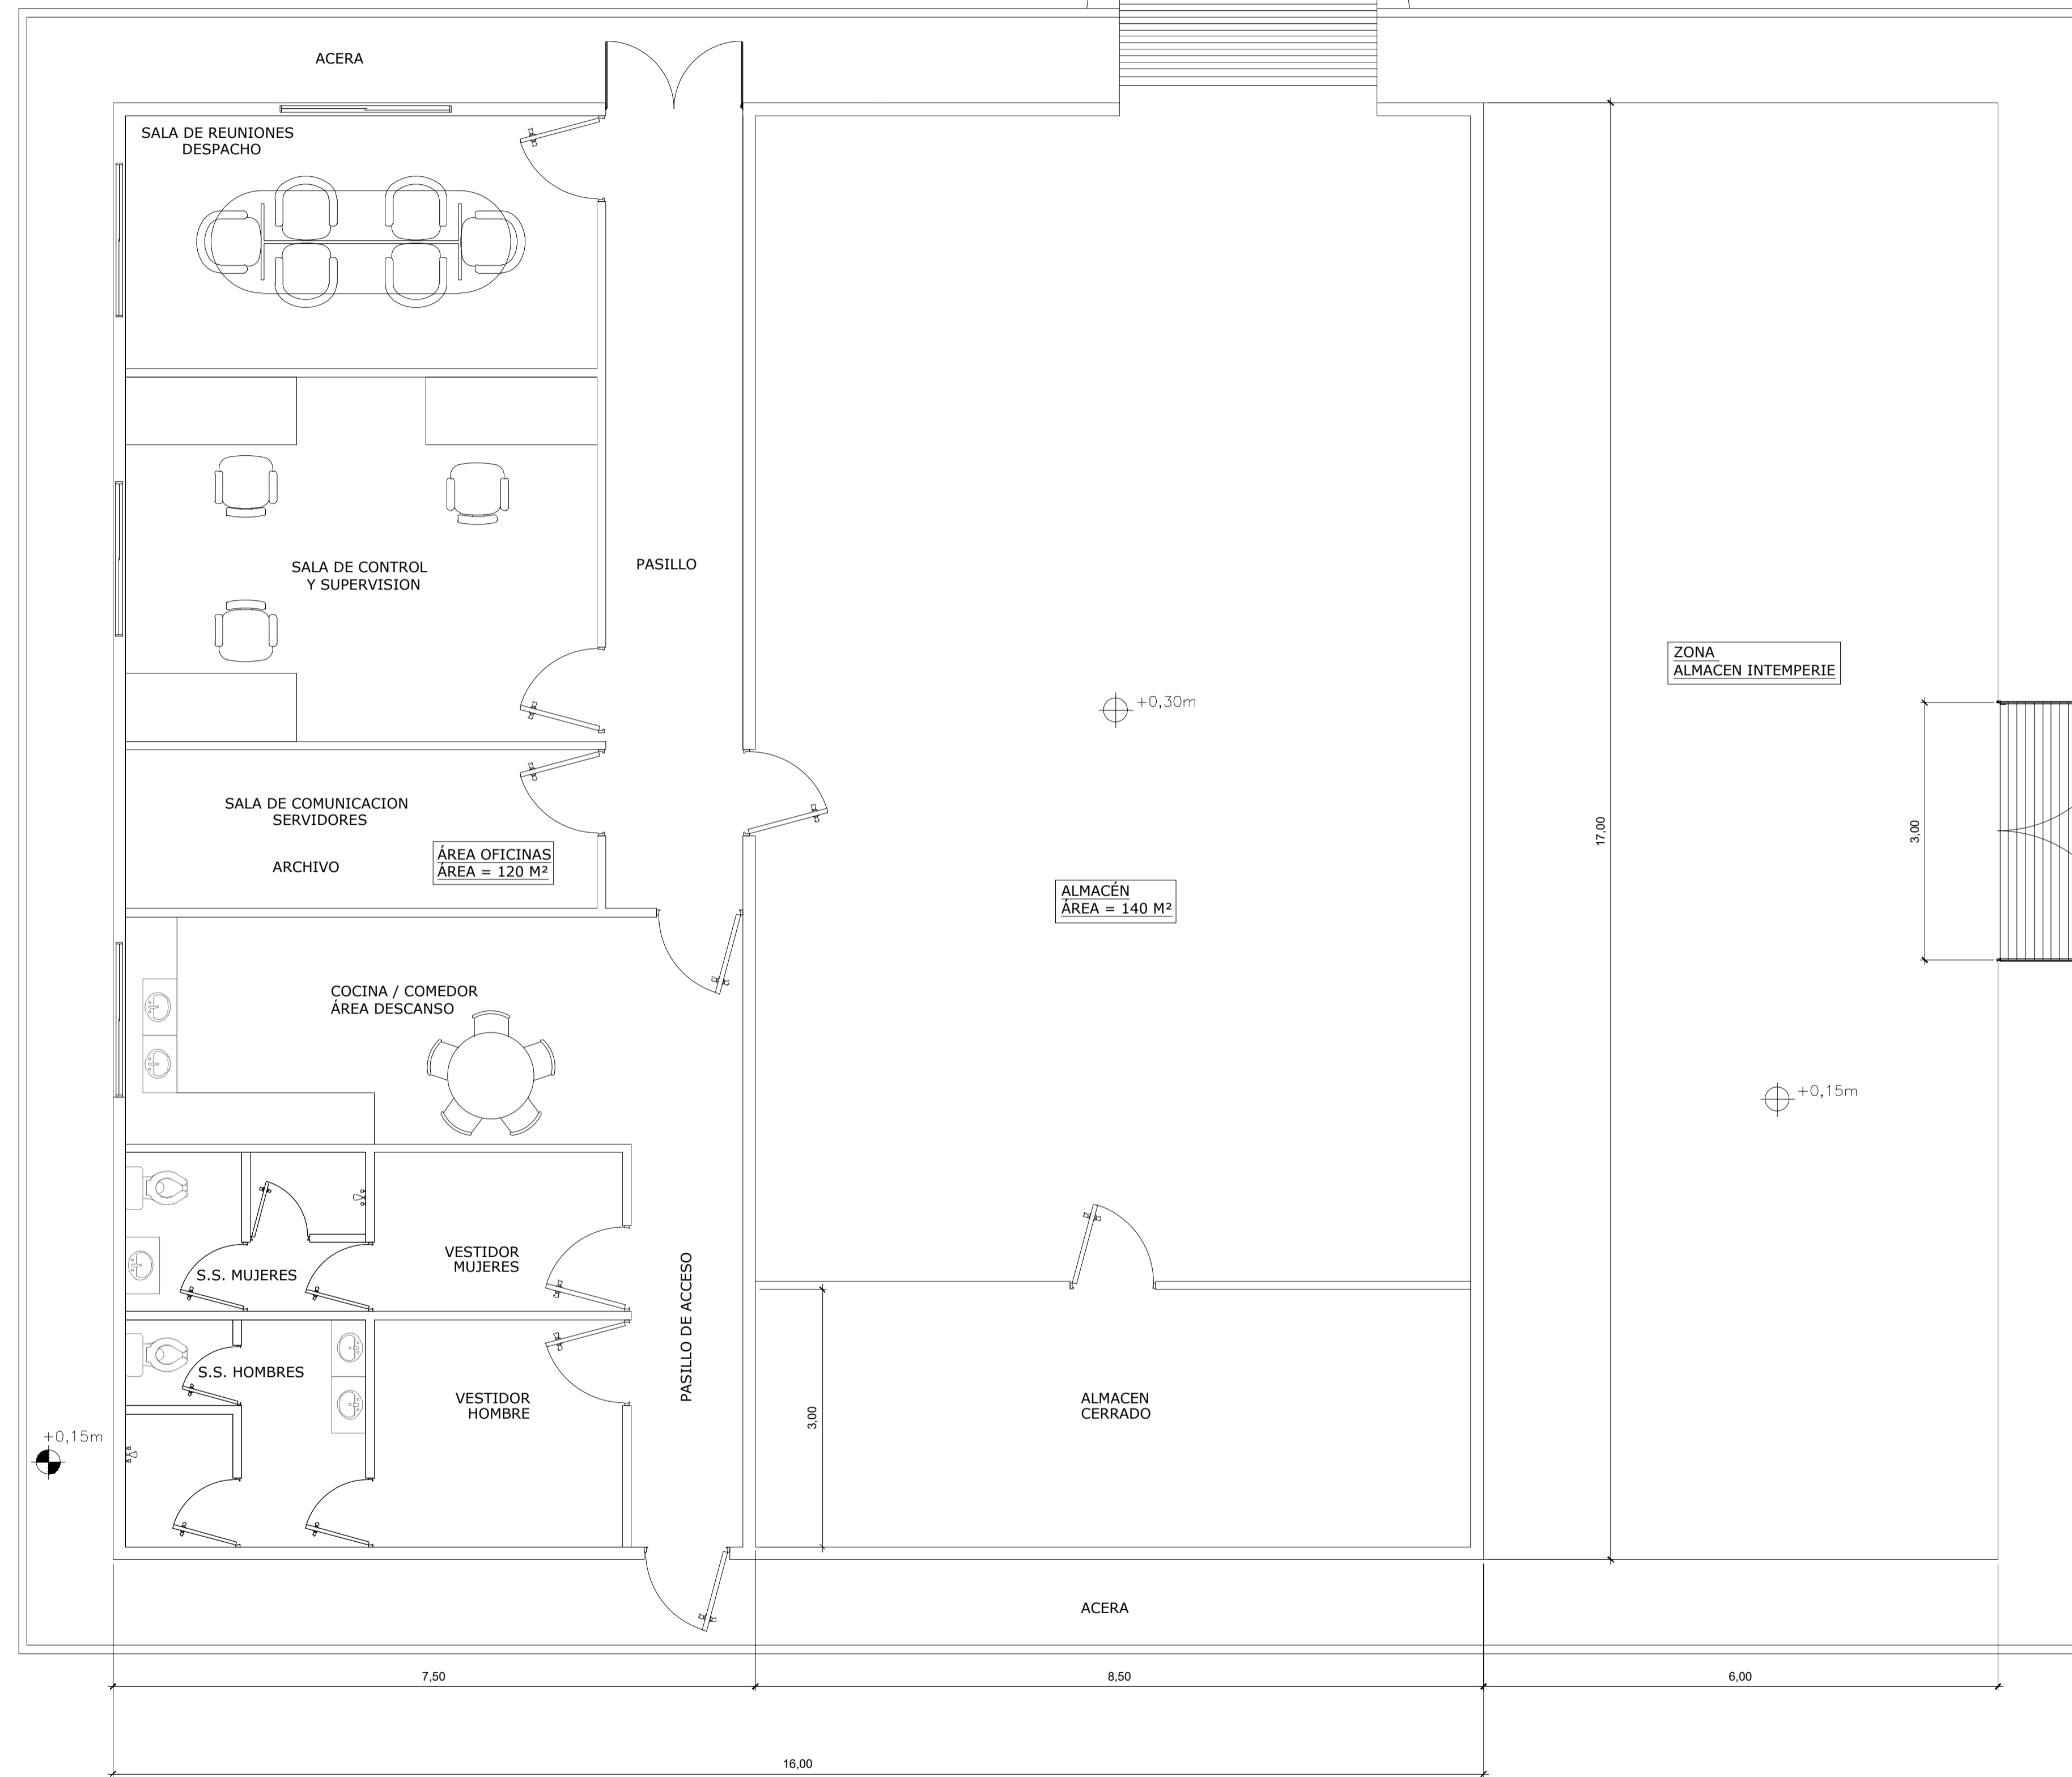 ACERA
SALA DE REUNIONES
DESPACHO
SALA DE CONTROL
Y SUPERVISION
PASILLO
ZONA
ALMACEN INTEMPERIE
+0,30m
SALA DE COMUNICACION
SERVIDORES
ARCHIVO
ÁREA OFICINAS
ÁREA = 120 M²
17,00
3,00
ALMACÉN
ÁREA = 140 M²
COCINA / COMEDOR
ÁREA DESCANSO
+0,15m
VESTIDOR
MUJERES
S.S. MUJERES
PASILLO DE ACCESO
S.S. HOMBRES
VESTIDOR
HOMBRE
3,00
ALMACEN
CERRADO
+0,15m
ACERA
7,50
8,50
6,00
16,00